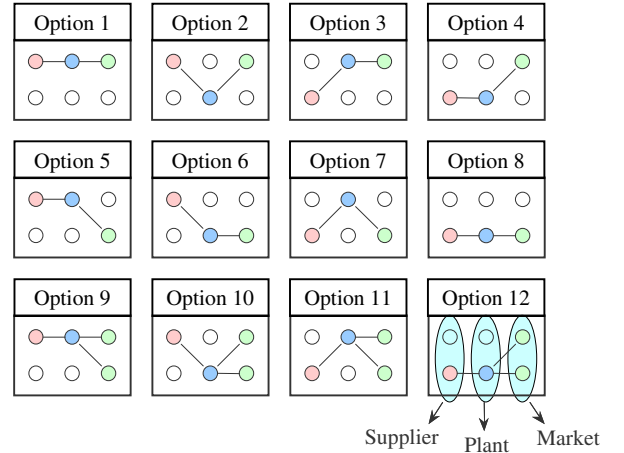 Option 1
Option 2
Option 3
Option 4
Option 5
Option 6
Option 7
Option 8
Option 9
Option 10
Option 11
Option 12
Supplier
Plant
Market